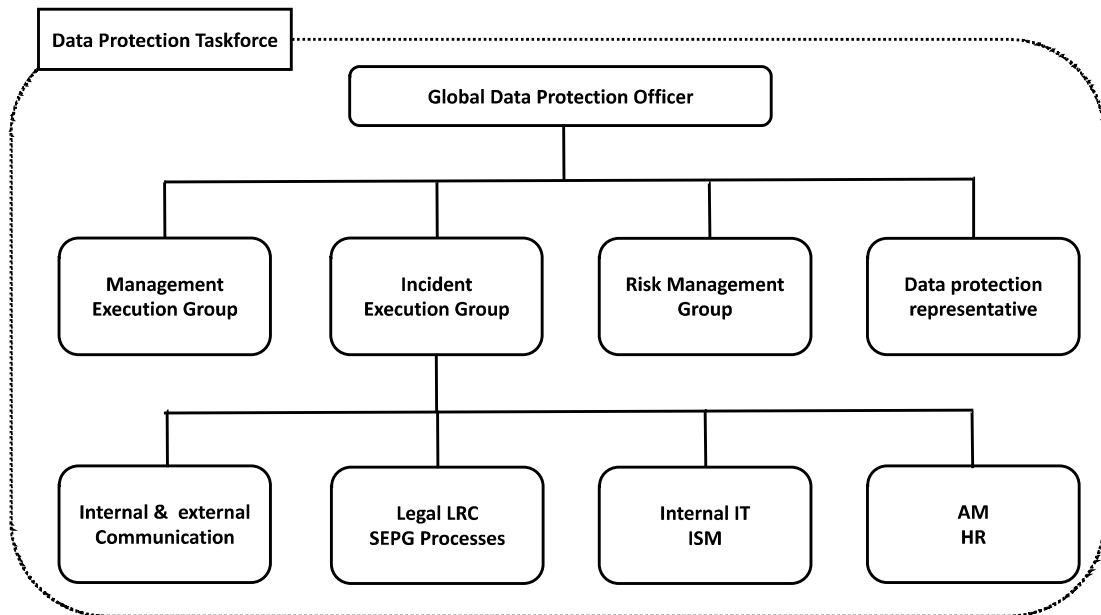 Data Protection Taskforce
Global Data Protection Officer
Management
Execution Group
Incident
Execution Group
Risk Management
Group
Data protection
representative
Internal & external
Communication
Legal LRC
SEPG Processes
Internal IT
ISM
AM
HR